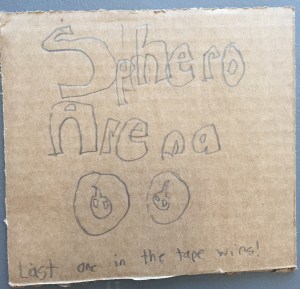 Sphero
Arena
Last one in the tape wins!